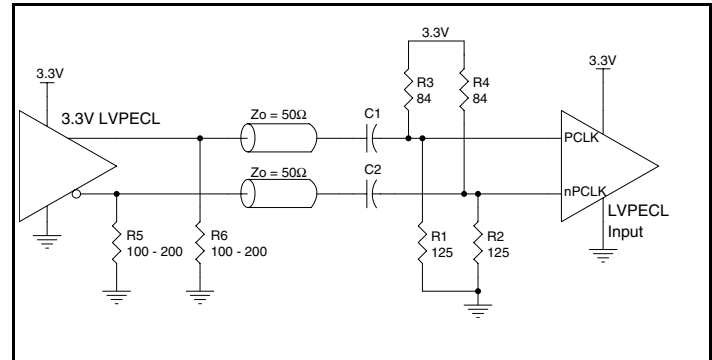 3.3V
3.3V
3.3V
R3
84
R4
84
Zo = 50Ω
C1
3.3V LVPECL
PCLK
Zo = 50Ω
C2
nPCLK
LVPECL
Input
R5
100 - 200
R6
100 - 200
R1
125
R2
125